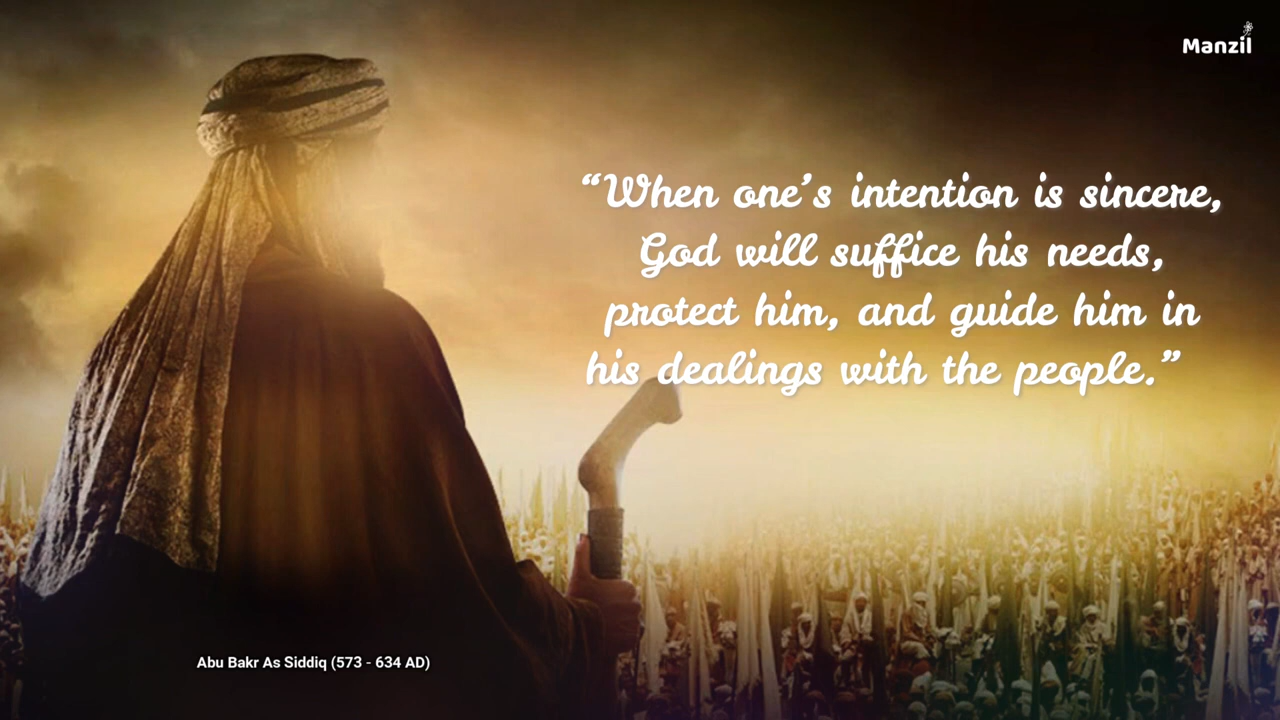 Manzil
“When one’s intention is sincere,
God will suffice his needs,
protect him, and guide him in
his dealings with the people.”
Abu Bakr As Siddiq (573 - 634 AD)